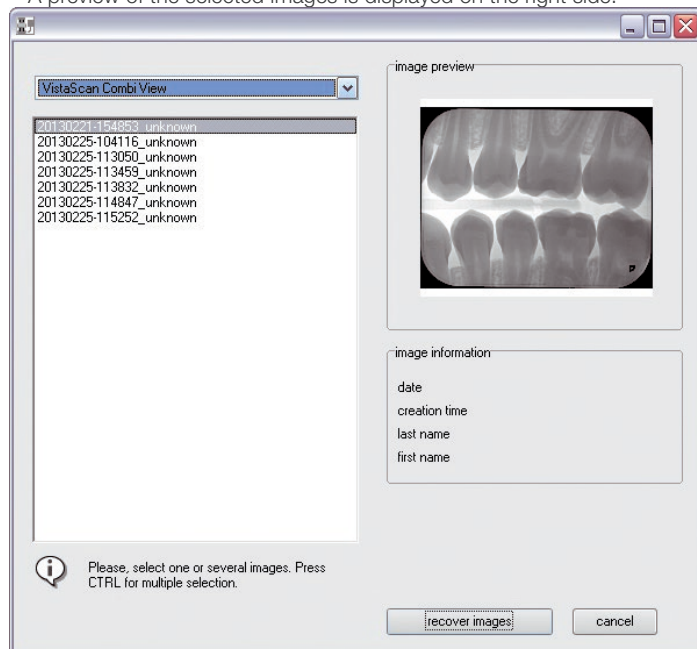 A preview of the selected images is displayed on the right side.
VistaScan Combi View
20130221-154853_unknown
20130225-104116_unknown
20130225-113050_unknown
20130225-113459_unknown
20130225-113832_unknown
20130225-114847_unknown
20130225-115252_unknown
Please, select one or several images. Press
CTRL for multiple selection.
image preview
image information
date
creation time
last name
first name
recover images
cancel